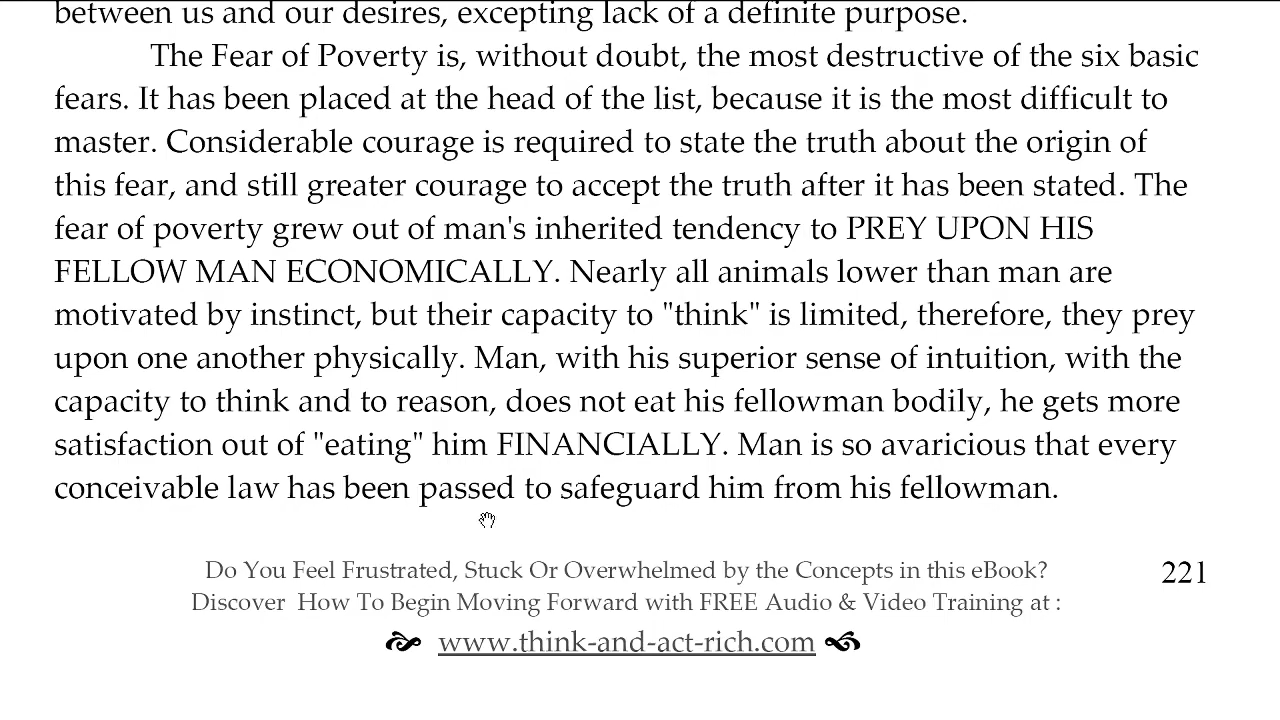 between us and our desires, excepting lack of a definite purpose.
The Fear of Poverty is, without doubt, the most destructive of the six basic
fears. It has been placed at the head of the list, because it is the most difficult to
master. Considerable courage is required to state the truth about the origin of
this fear, and still greater courage to accept the truth after it has been stated. The
fear of poverty grew out of man's inherited tendency to PREY UPON HIS
FELLOW MAN ECONOMICALLY. Nearly all animals lower than man are
motivated by instinct, but their capacity to "think" is limited, therefore, they prey
upon one another physically. Man, with his superior sense of intuition, with the
capacity to think and to reason, does not eat his fellowman bodily, he gets more
satisfaction out of "eating" him FINANCIALLY. Man is so avaricious that every
conceivable law has been passed to safeguard him from his fellowman.
Do You Feel Frustrated, Stuck Or Overwhelmed by the Concepts in this eBook?
221
Discover How To Begin Moving Forward with FREE Audio & Video Training at :
www.think-and-act-rich.com